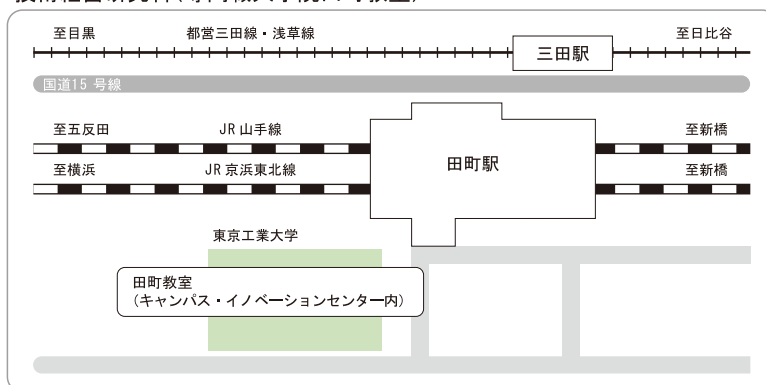 至目黒
都営三田線・浅草線
三田駅
至日比谷
国道15 号線
至五反田
JR 山手線
至新橋
田町駅
至横浜
JR 京浜東北線
至新橋
東京工業大学
田町教室
（キャンパス・イノベーションセンター内）